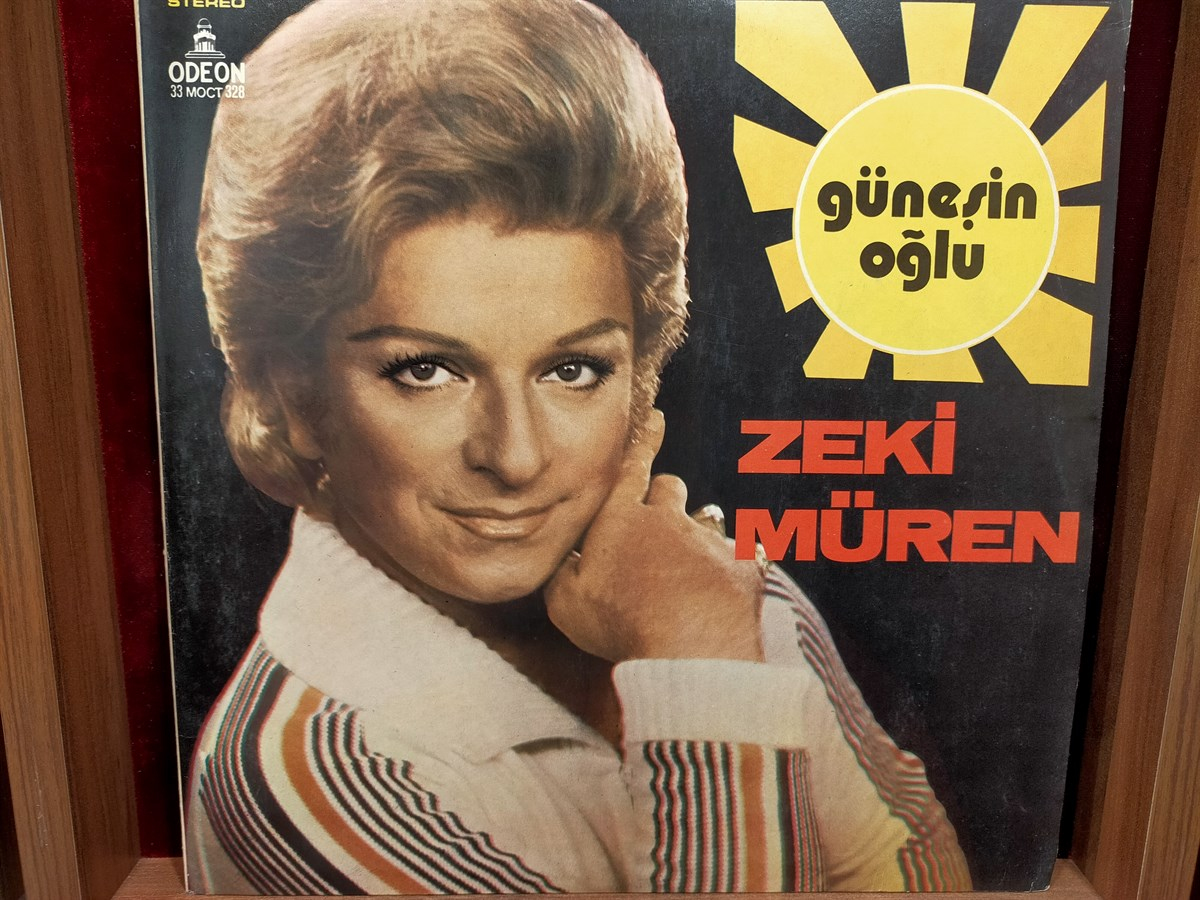 STEREO
ODEON
33 MOCT 328
güneşin
oğlu
ZEKİ
MÜREN